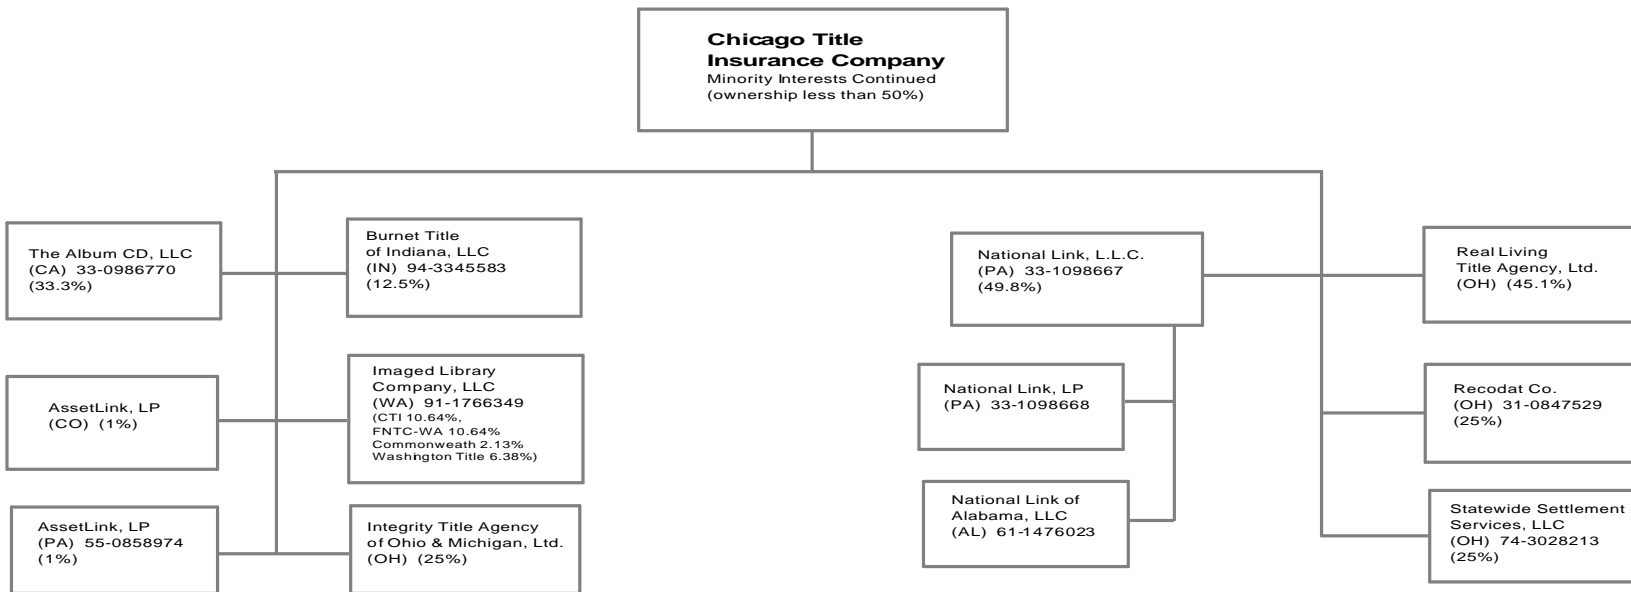 Chicago Title
Insurance Company
Minority Interests Continued
(ownership less than 50%)
The Album CD, LLC
(CA) 33-0986770
(33.3%)
Burnet Title
of Indiana, LLC
(IN) 94-3345583
(12.5%)
AssetLink, LP
(CO) (1%)
Imaged Library
Company, LLC
(WA) 91-1766349
(CTI 10.64%,
FNTC-WA 10.64%
Commonweath 2.13%
Washington Title 6.38%)
AssetLink, LP
(PA) 55-0858974
(1%)
Integrity Title Agency
of Ohio & Michigan, Ltd.
(OH) (25%)
National Link, L.L.C.
(PA) 33-1098667
(49.8%)
National Link, LP
(PA) 33-1098668
National Link of
Alabama, LLC
(AL) 61-1476023
Real Living
Title Agency, Ltd.
(OH) (45.1%)
Recodat Co.
(OH) 31-0847529
(25%)
Statewide Settlement
Services, LLC
(OH) 74-3028213
(25%)